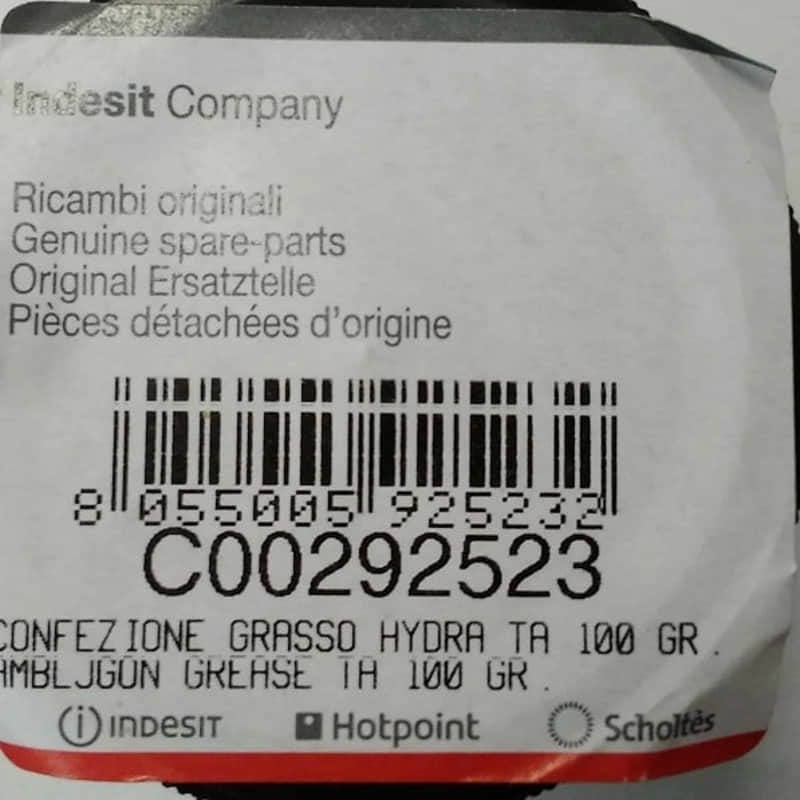 Indesit Company
Ricambi originali
Genuine spare-parts
Original Ersatztelle
Pièces détachées d'origine
8 055005 925232
C00292523
CONFEZIONE GRASSO HYDRA TA 100 GR.
AMBLJGON GREASE TA 100 GR.
INDESIT Hotpoint Scholtès